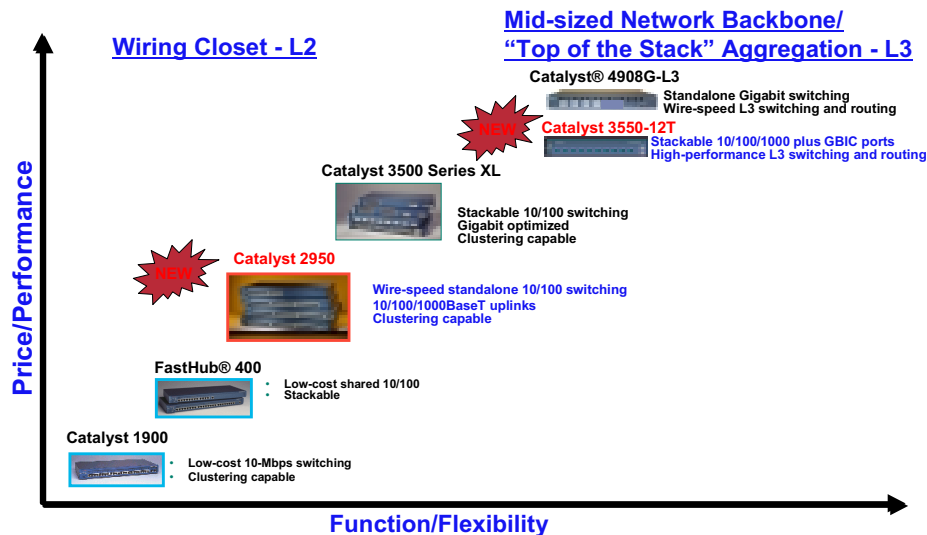 Wiring Closet - L2
Mid-sized Network Backbone/
“Top of the Stack” Aggregation - L3
Catalyst® 4908G-L3
Standalone Gigabit switching
Wire-speed L3 switching and routing
NEW
Catalyst 3550-12T
Stackable 10/100/1000 plus GBIC ports
High-performance L3 switching and routing
Catalyst 3500 Series XL
Stackable 10/100 switching
Gigabit optimized
Clustering capable
NEW
Catalyst 2950
Wire-speed standalone 10/100 switching
10/100/1000BaseT uplinks
Clustering capable
FastHub® 400
• Low-cost shared 10/100
• Stackable
Catalyst 1900
• Low-cost 10-Mbps switching
• Clustering capable
Price/Performance
Function/Flexibility